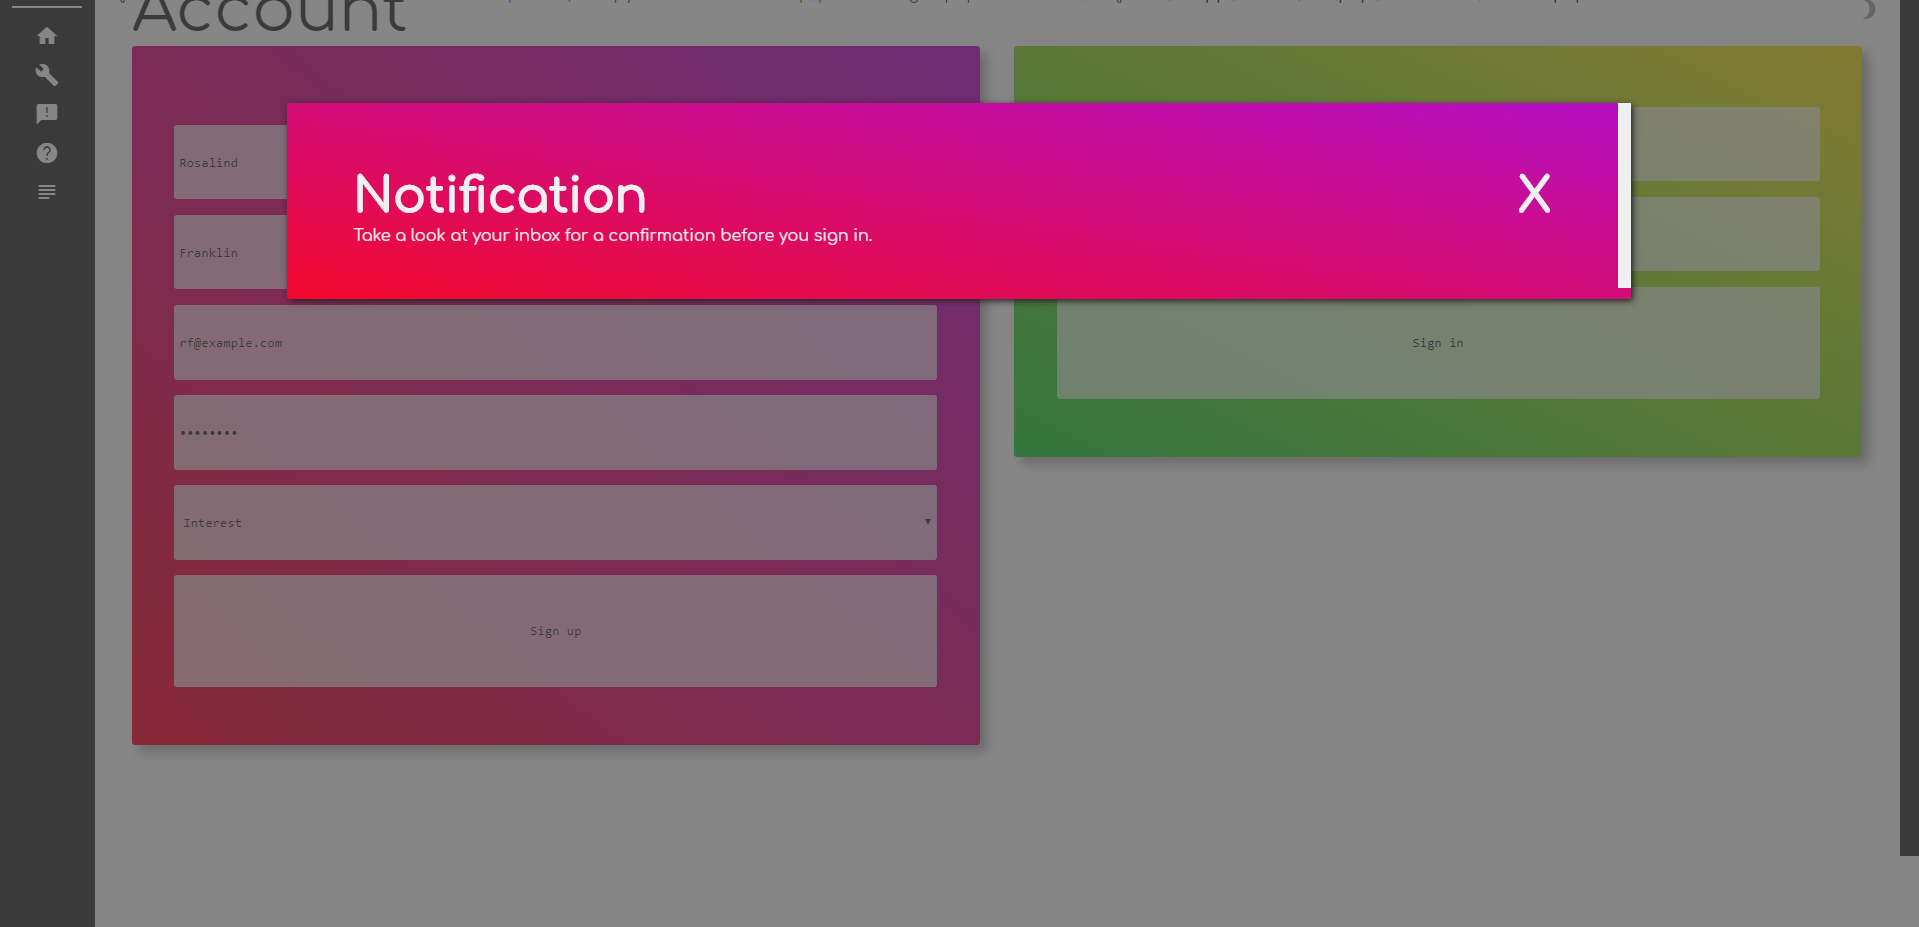 Account
Notification
X
Take a look at your inbox for a confirmation before you sign in.
Rosalind
Franklin
rf@example.com
Interest
Sign up
Sign in